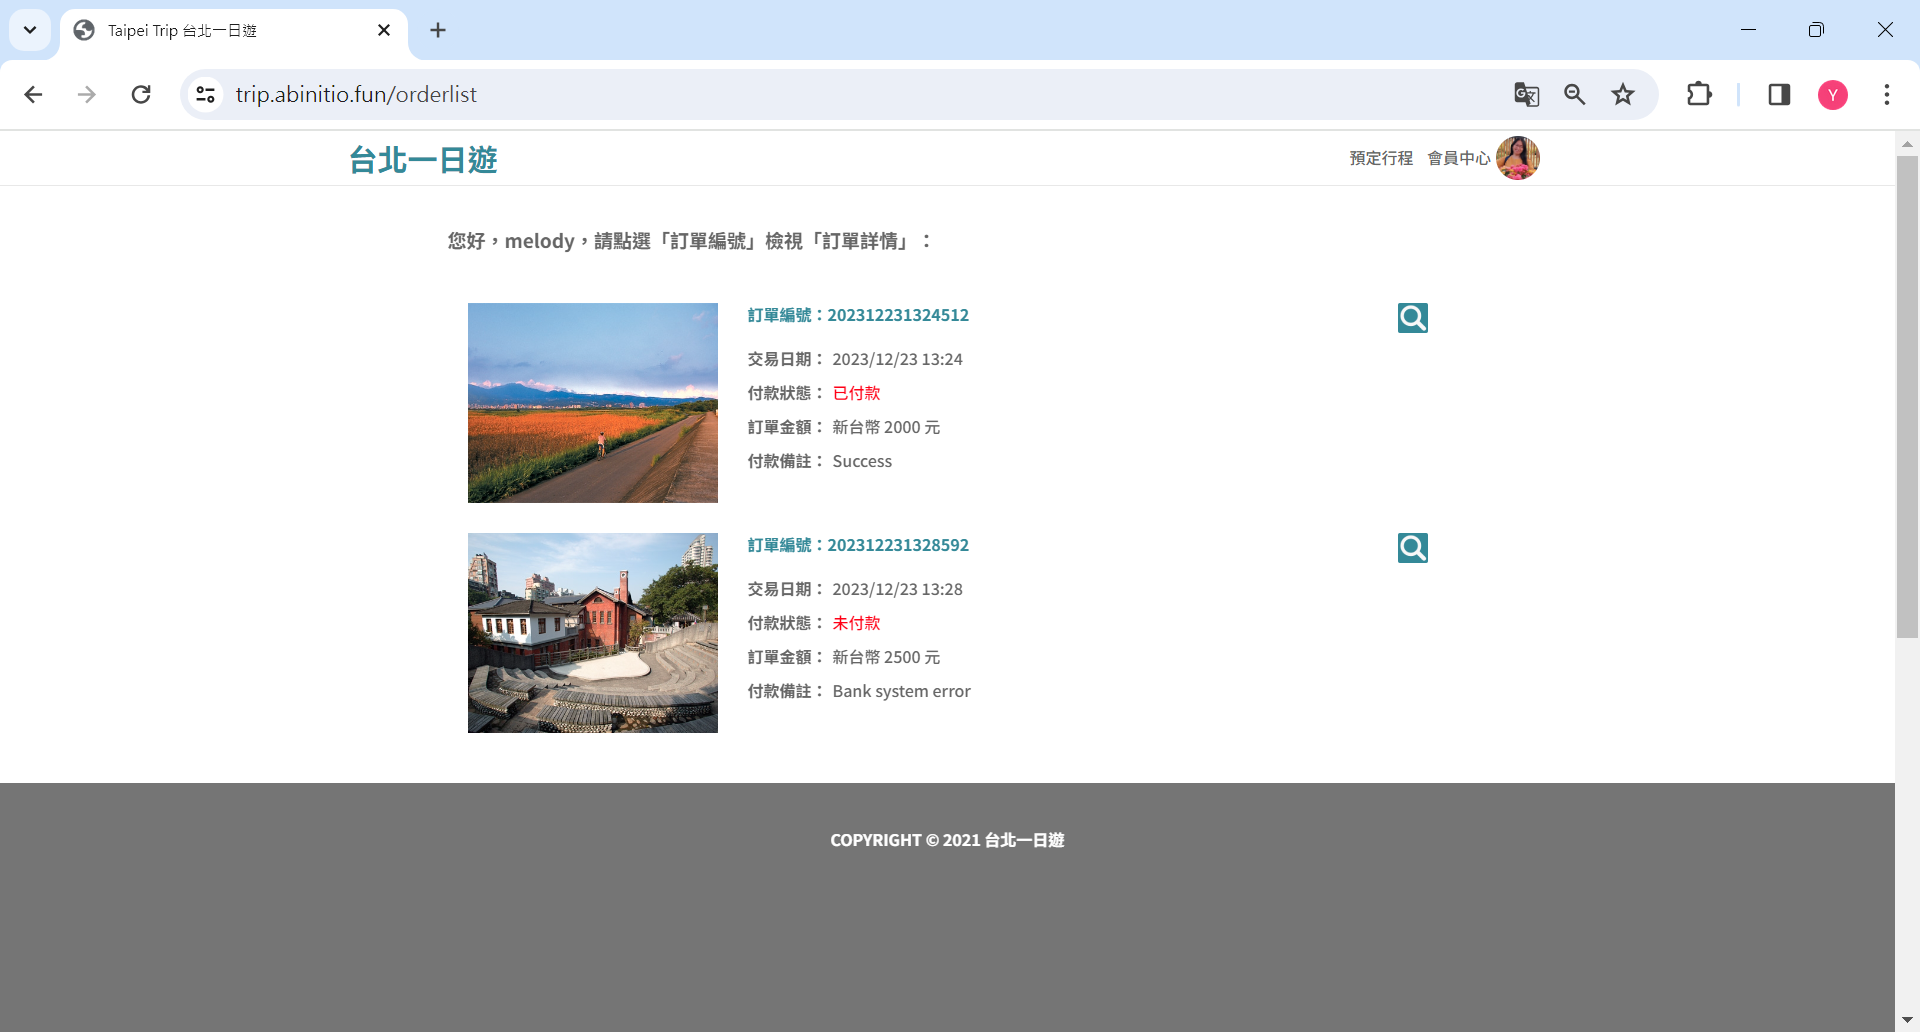 Taipei Trip 台北一日遊
trip.abinitio.fun/orderlist
Y
台北一日遊
預定行程 會員中心
您好，melody，請點選「訂單編號」檢視「訂單詳情」：
訂單編號：202312231324512
交易日期： 2023/12/23 13:24
付款狀態： 已付款
訂單金額： 新台幣 2000 元
付款備註： Success
訂單編號：202312231328592
交易日期： 2023/12/23 13:28
付款狀態： 未付款
訂單金額： 新台幣 2500 元
付款備註： Bank system error
COPYRIGHT © 2021 台北一日遊